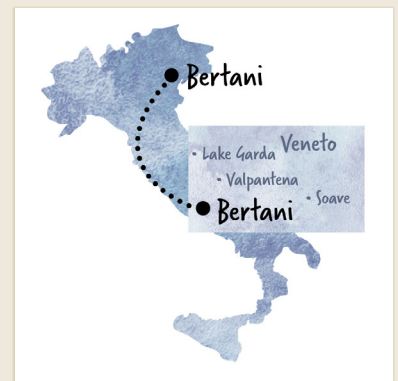 Bertani
Veneto
• Lake Garda
• Valpantena
• Soave
Bertani